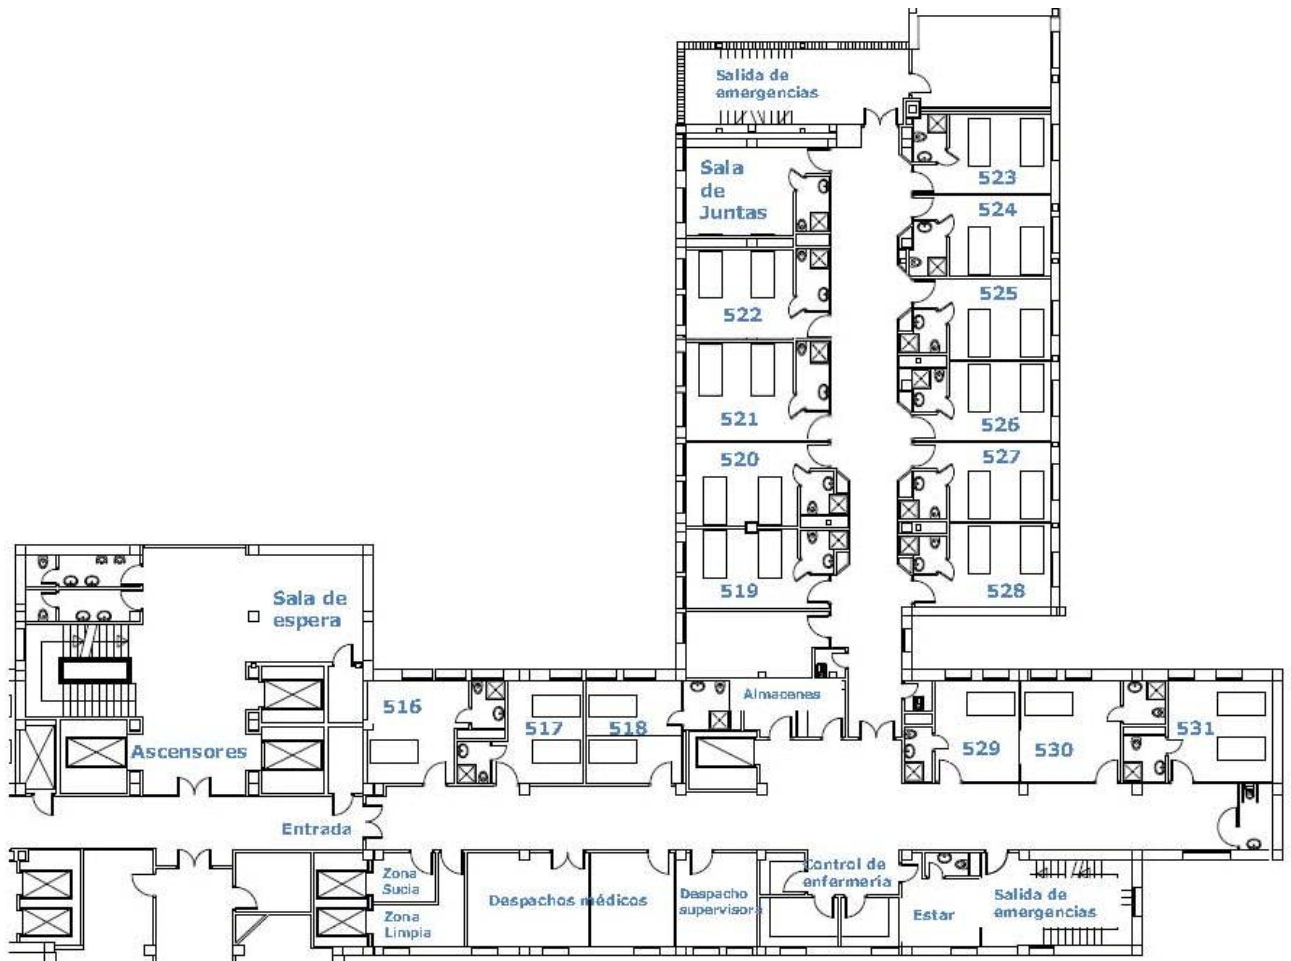 Salida de
emergencias
Sala
de
Juntas
523
524
525
522
521
526
520
527
519
528
Sala de
espera
516
517
518
Almacenes
529
530
531
Ascensores
Entrada
Zona
Sucia
Zona
Limpia
Despachos médicos
Despacho
supervisora
Control de
enfermería
Estar
Salida de
emergencias